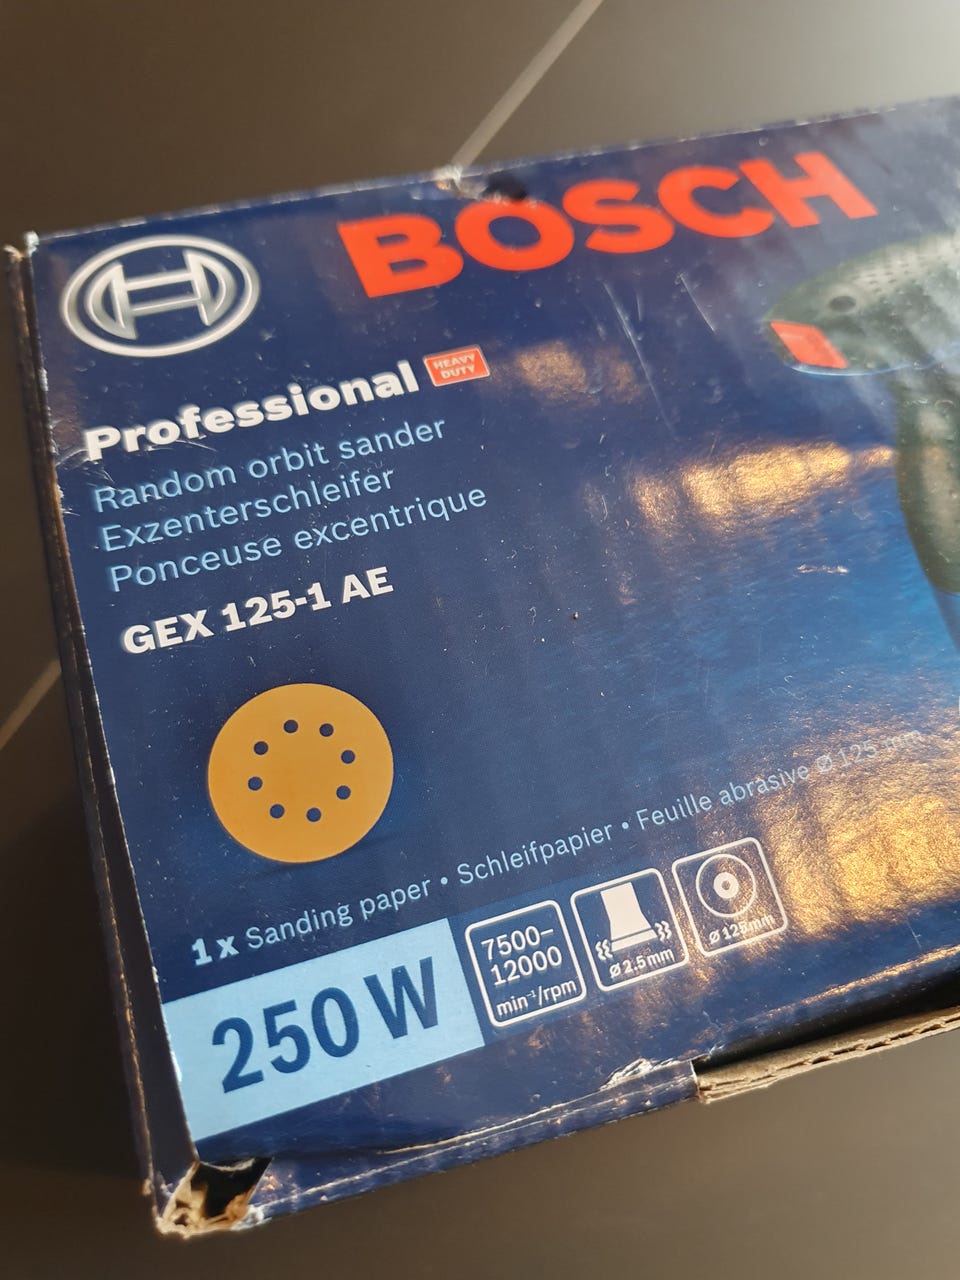 BOSCH
Professional HEAVY DUTY
Random orbit sander
Exzenterschleifer
Ponceuse excentrique
GEX 125-1 AE
1 x Sanding paper • Schleifpapier • Feuille abrasive Ø 125 mm
250 W
7500–
12000
min⁻¹/rpm
Ø 2.5 mm
Ø 125 mm